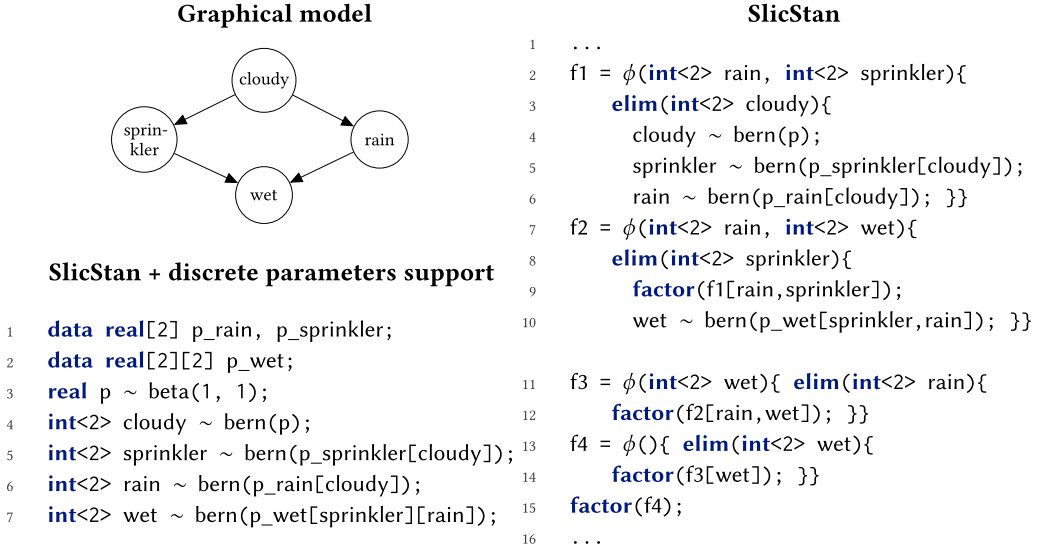 Graphical model
cloudy
sprin-
kler
rain
wet
SlicStan + discrete parameters support
1 data real[2] p_rain, p_sprinkler;
2 data real[2][2] p_wet;
3 real p ~ beta(1, 1);
4 int<2> cloudy ~ bern(p);
5 int<2> sprinkler ~ bern(p_sprinkler[cloudy]);
6 int<2> rain ~ bern(p_rain[cloudy]);
7 int<2> wet ~ bern(p_wet[sprinkler][rain]);
SlicStan
1 ...
2 f1 = ϕ(int<2> rain, int<2> sprinkler){
3 elim(int<2> cloudy){
4 cloudy ~ bern(p);
5 sprinkler ~ bern(p_sprinkler[cloudy]);
6 rain ~ bern(p_rain[cloudy]); }}
7 f2 = ϕ(int<2> rain, int<2> wet){
8 elim(int<2> sprinkler){
9 factor(f1[rain,sprinkler]);
10 wet ~ bern(p_wet[sprinkler,rain]); }}
11 f3 = ϕ(int<2> wet){ elim(int<2> rain){
12 factor(f2[rain,wet]); }}
13 f4 = ϕ(){ elim(int<2> wet){
14 factor(f3[wet]); }}
15 factor(f4);
16 ...